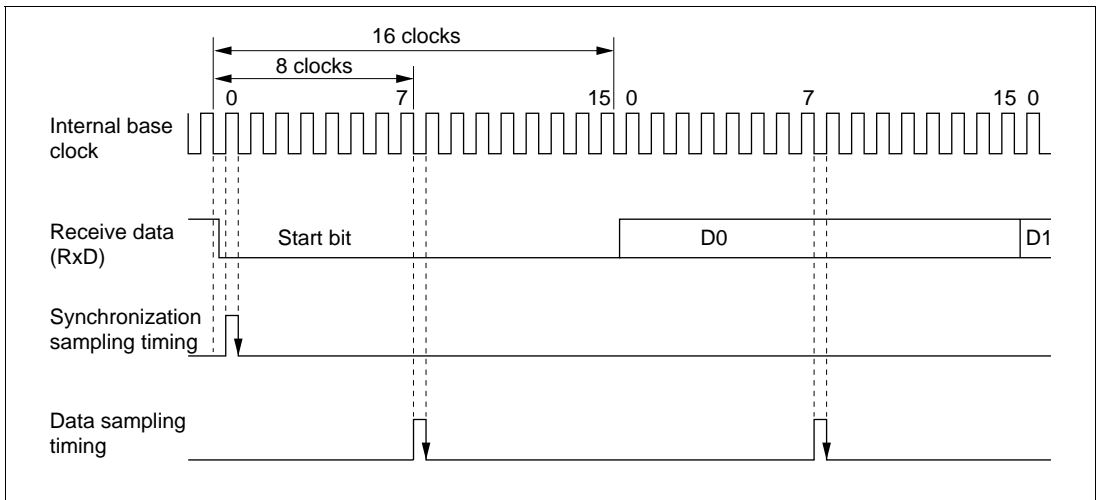 16 clocks
8 clocks
0 7 15 0 7 15 0
Internal base
clock
Receive data
(RxD)
Start bit D0 D1
Synchronization
sampling timing
Data sampling
timing